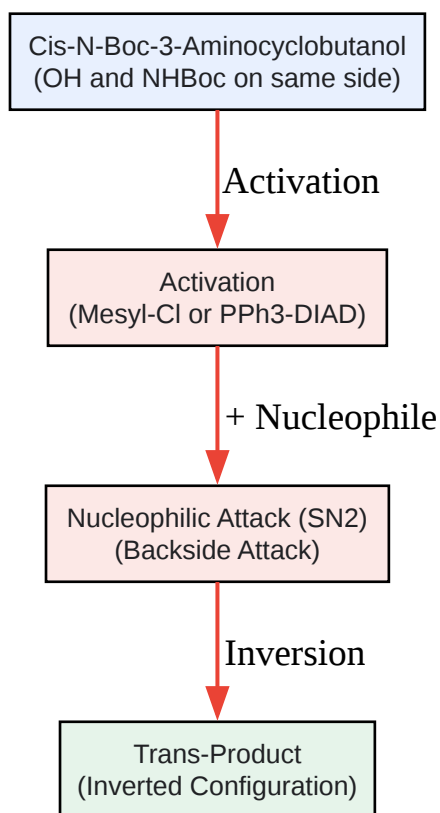 Cis-N-Boc-3-Aminocyclobutanol
(OH and NHBoc on same side)
Activation
Activation
(Mesyl-Cl or PPh3-DIAD)
+ Nucleophile
Nucleophilic Attack (SN2)
(Backside Attack)
Inversion
Trans-Product
(Inverted Configuration)